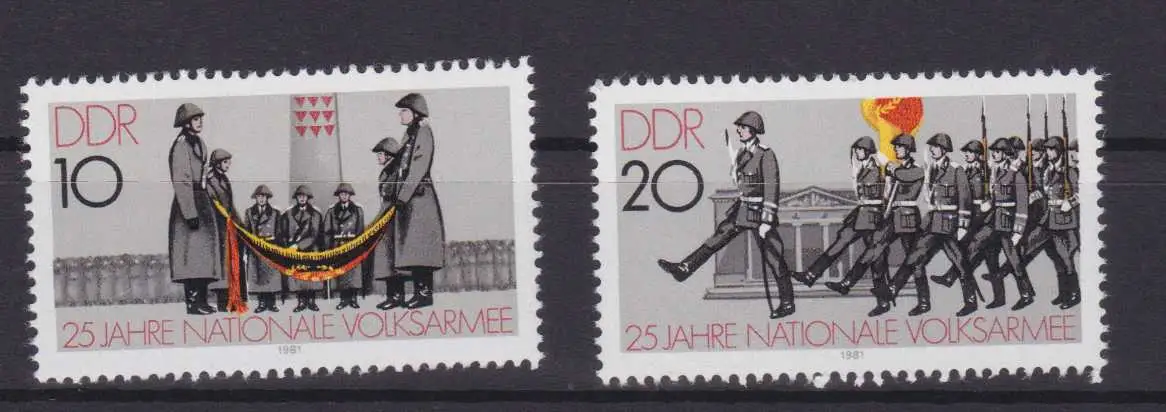 DDR
10
25 JAHRE NATIONALE VOLKSARMEE
1981
DDR
20
25 JAHRE NATIONALE VOLKSARMEE
1981